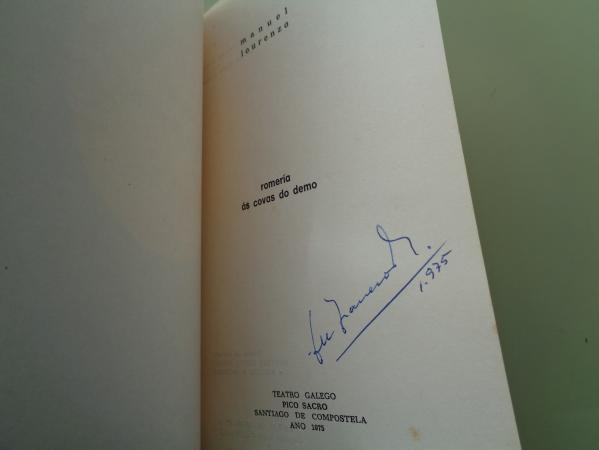 manuel
lourenzo
romería
ás covas do demo
1.975
TEATRO GALEGO
PICO SACRO
SANTIAGO DE COMPOSTELA
ANO 1975